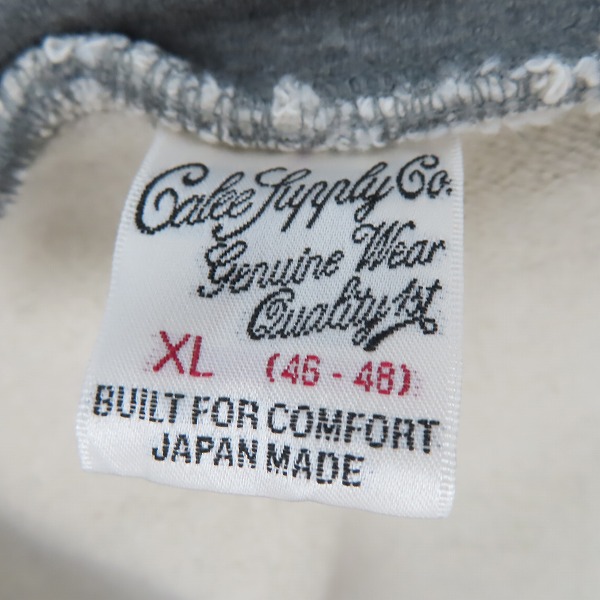 Calee Supply Co.
Genuine Wear
Quality 1st
XL (46 - 48)
BUILT FOR COMFORT
JAPAN MADE